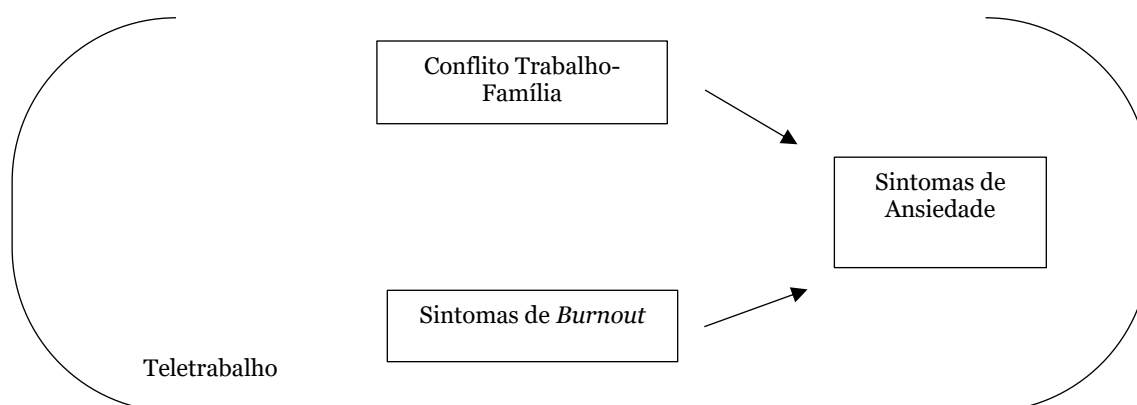 Conflito Trabalho-
Família
Sintomas de
Ansiedade
Sintomas de Burnout
Teletrabalho